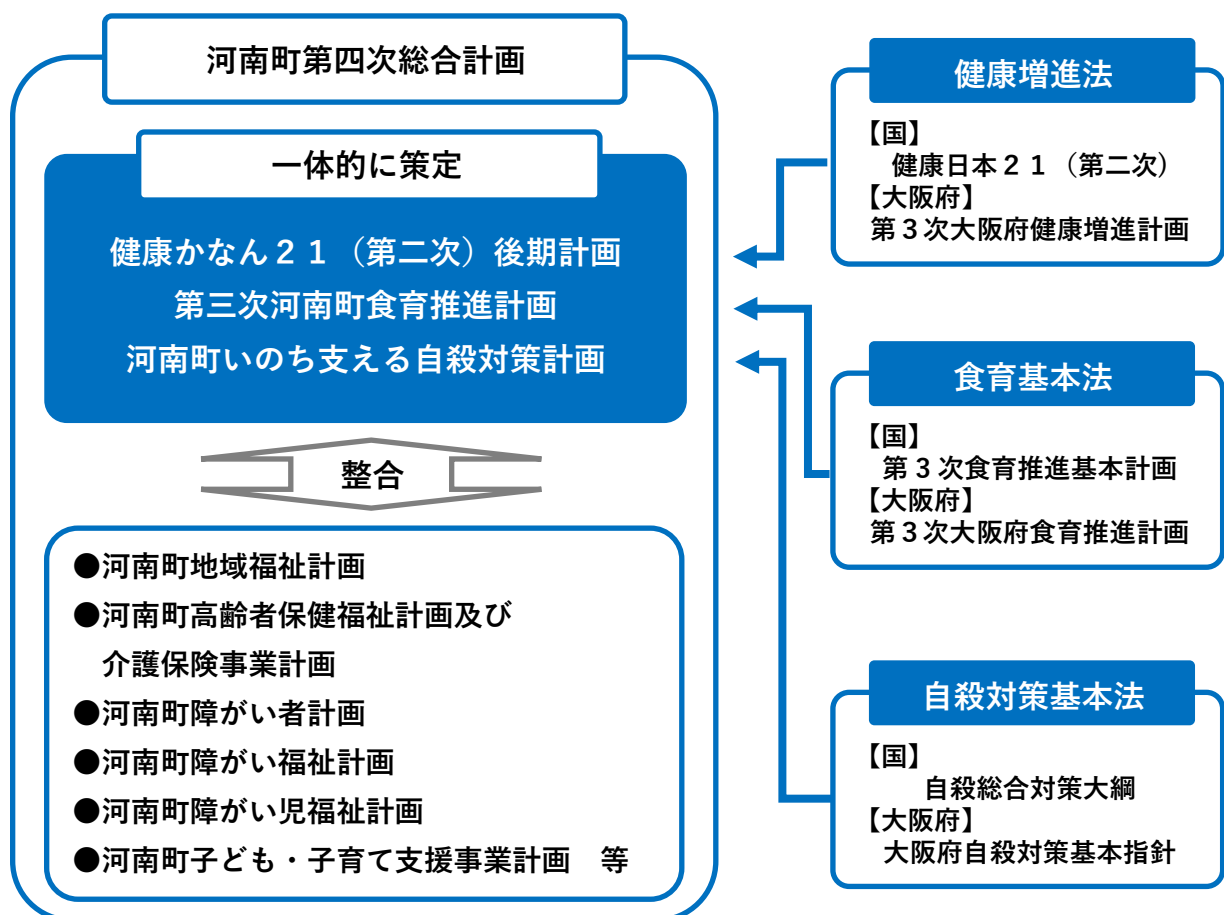 河南町第四次総合計画
一体的に策定
健康かなん２１（第二次）後期計画
第三次河南町食育推進計画
河南町いのち支える自殺対策計画
整合
●河南町地域福祉計画
●河南町高齢者保健福祉計画及び
介護保険事業計画
●河南町障がい者計画
●河南町障がい福祉計画
●河南町障がい児福祉計画
●河南町子ども・子育て支援事業計画　等
健康増進法
【国】
健康日本２１（第二次）
【大阪府】
第３次大阪府健康増進計画
食育基本法
【国】
第３次食育推進基本計画
【大阪府】
第３次大阪府食育推進計画
自殺対策基本法
【国】
自殺総合対策大綱
【大阪府】
大阪府自殺対策基本指針